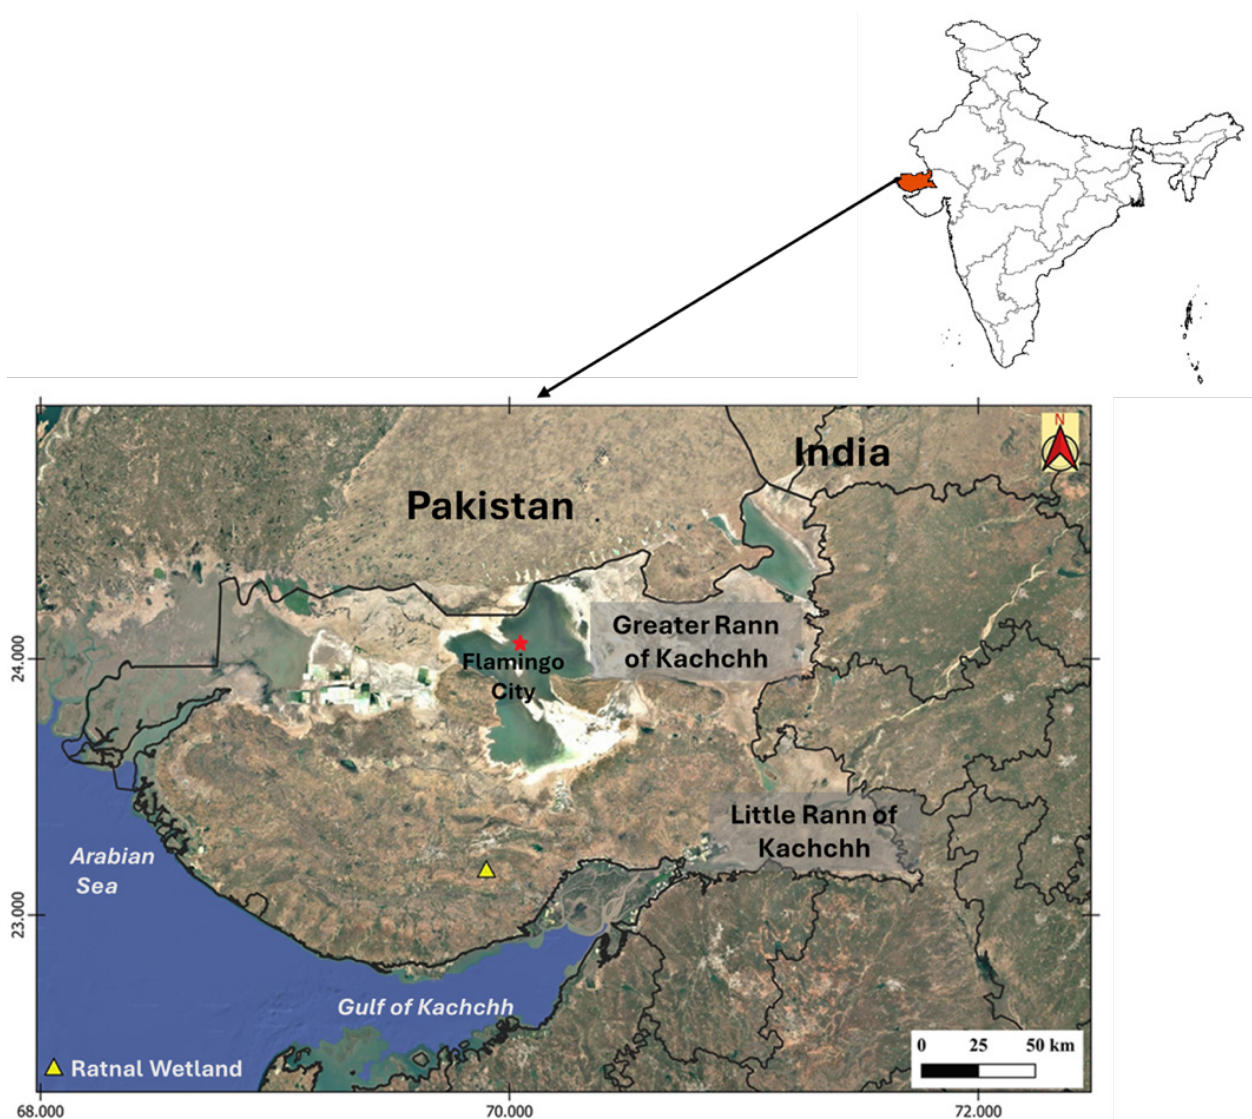 N
India
Pakistan
Greater Rann
of Kachchh
Flamingo
City
24.000
Little Rann of
Kachchh
Arabian
Sea
23.000
Gulf of Kachchh
0 25 50 km
Ratnal Wetland
68.000 70.000 72.000